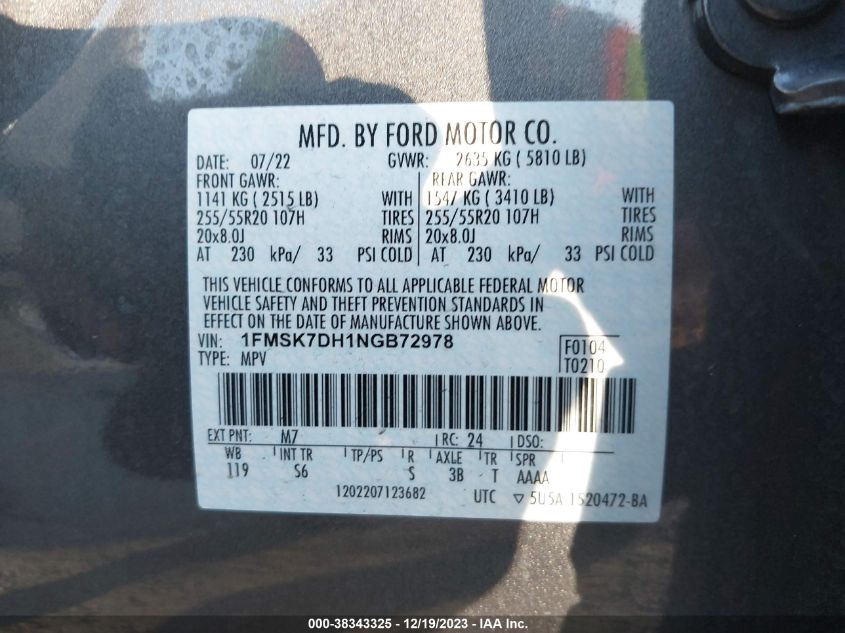 MFD. BY FORD MOTOR CO.
DATE: 07/22 GVWR: 2635 KG ( 5810 LB)
FRONT GAWR: REAR GAWR:
1141 KG ( 2515 LB) WITH 1547 KG ( 3410 LB) WITH
255/55R20 107H TIRES 255/55R20 107H TIRES
20x8.0J RIMS 20x8.0J RIMS
AT 230 kPa/ 33 PSI COLD AT 230 kPa/ 33 PSI COLD
THIS VEHICLE CONFORMS TO ALL APPLICABLE FEDERAL MOTOR
VEHICLE SAFETY AND THEFT PREVENTION STANDARDS IN
EFFECT ON THE DATE OF MANUFACTURE SHOWN ABOVE.
VIN: 1FMSK7DH1NGB72978 F0104
TYPE: MPV T0210
EXT PNT: M7 RC: 24 DSO:
WB INT TR TP/PS R AXLE TR SPR
119 S6 S 3B T AAAA
1202207123682 UTC ▽ 5U5A 1520472-BA
000-38343325 - 12/19/2023 - IAA Inc.